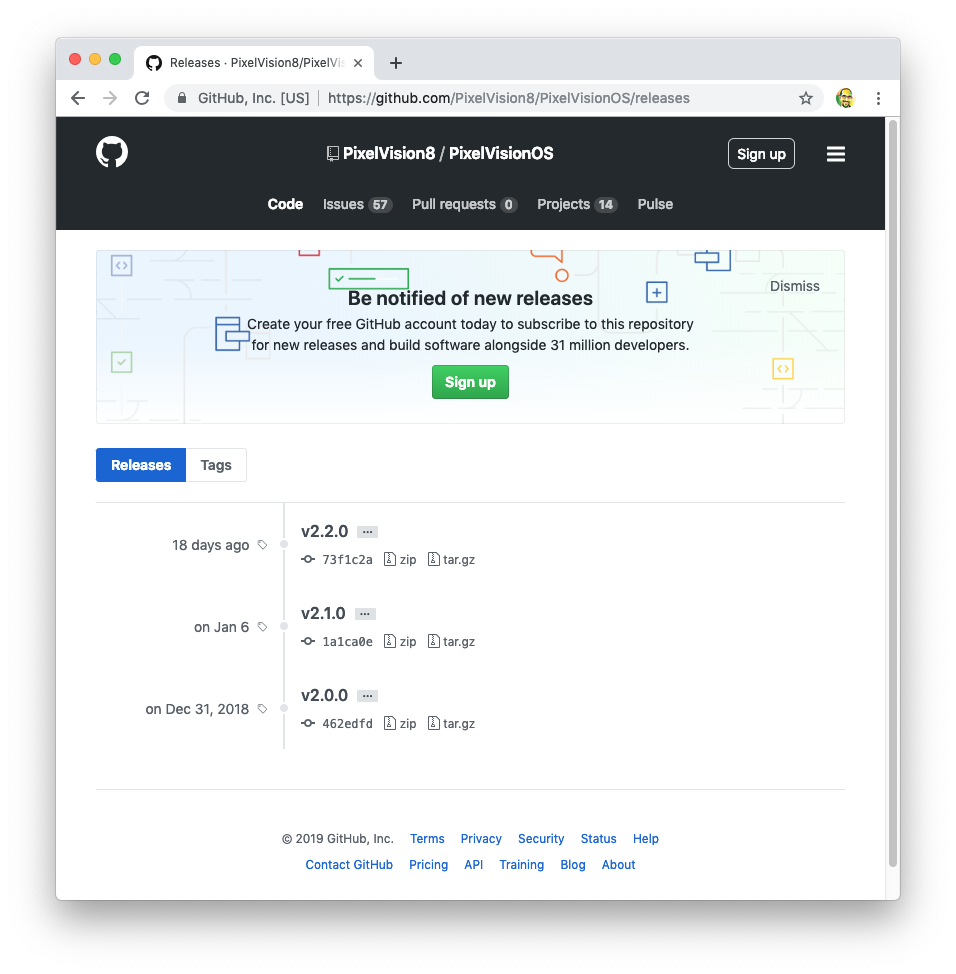 Releases · PixelVision8/PixelVis
GitHub, Inc. [US] https://github.com/PixelVision8/PixelVisionOS/releases
PixelVision8 / PixelVisionOS
Sign up
Code Issues 57 Pull requests 0 Projects 14 Pulse
Dismiss
Be notified of new releases
Create your free GitHub account today to subscribe to this repository
for new releases and build software alongside 31 million developers.
Sign up
Releases Tags
v2.2.0 ...
18 days ago
73f1c2a zip tar.gz
v2.1.0 ...
on Jan 6
1a1ca0e zip tar.gz
v2.0.0 ...
on Dec 31, 2018
462edfd zip tar.gz
© 2019 GitHub, Inc. Terms Privacy Security Status Help
Contact GitHub Pricing API Training Blog About